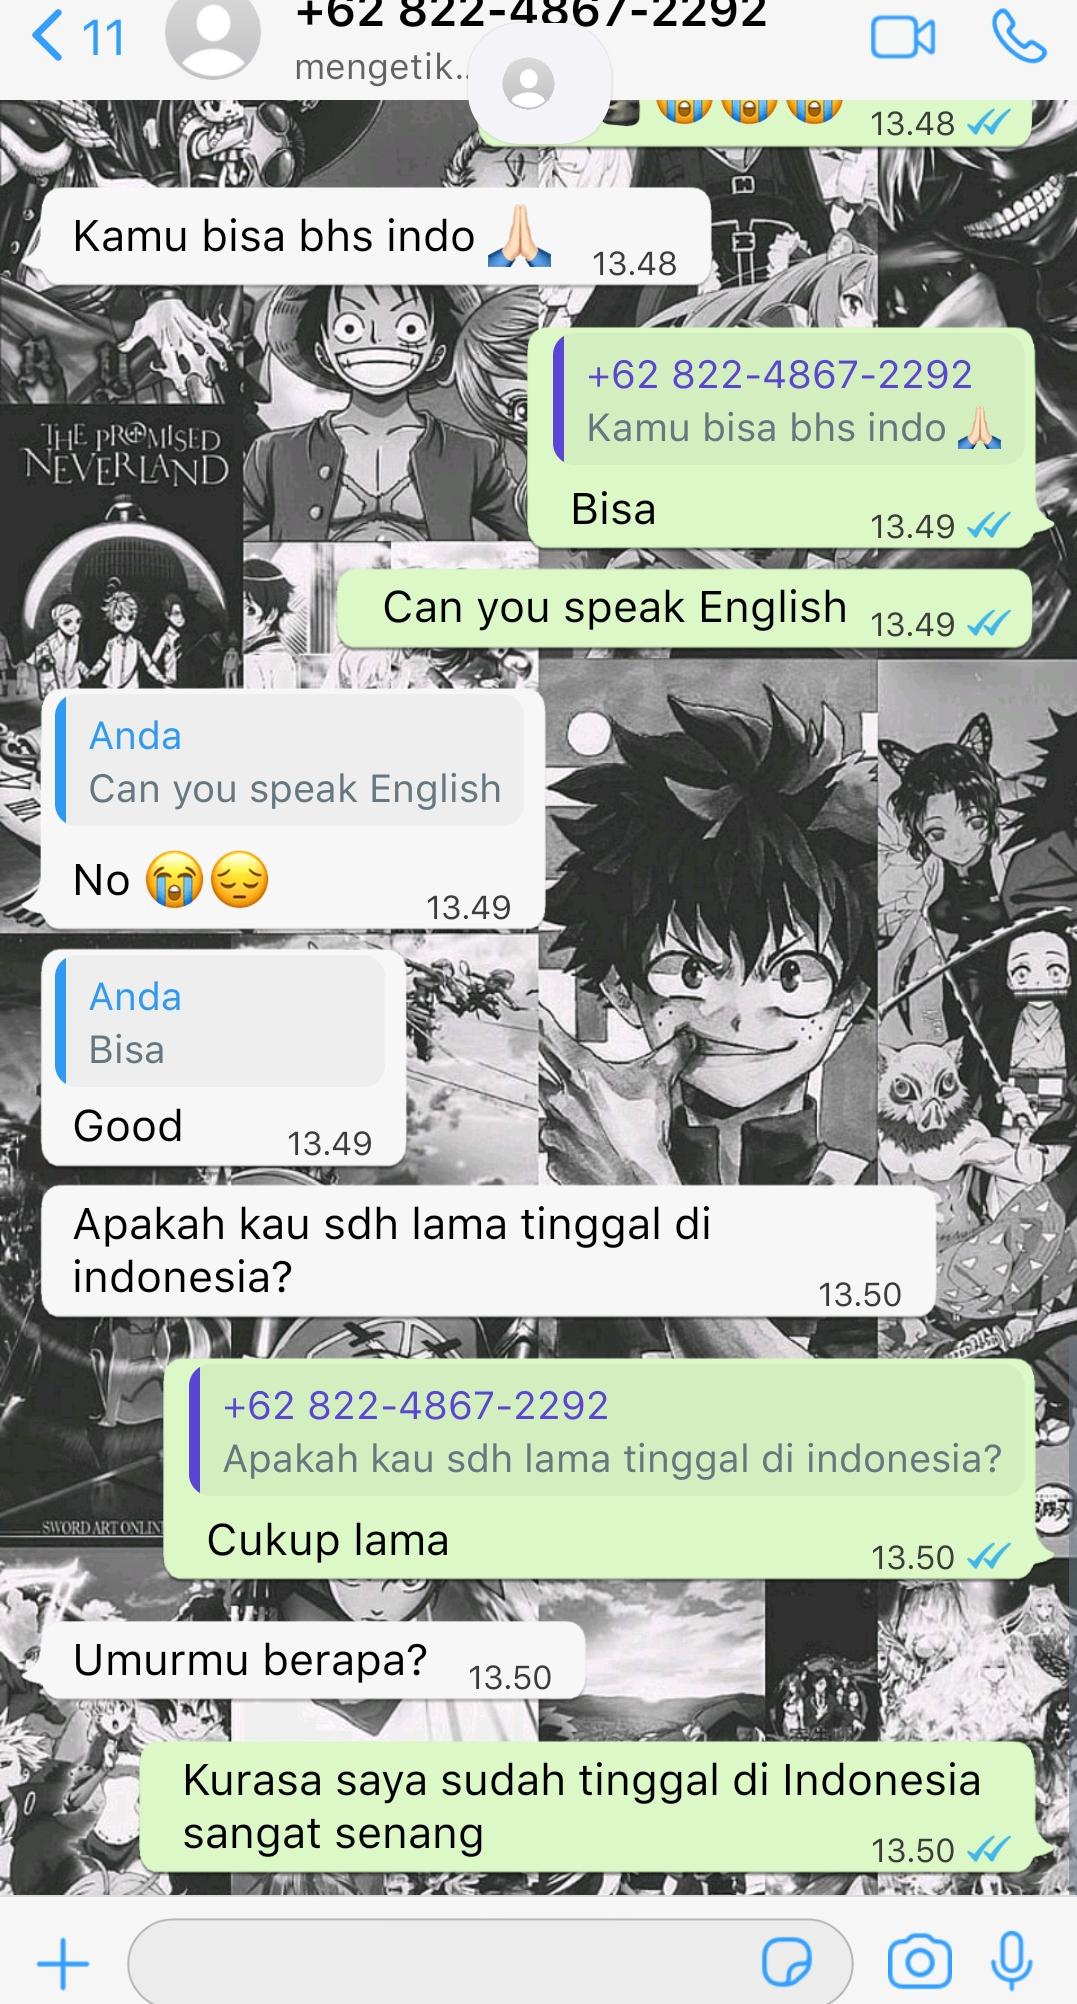 11
+62 822-4867-2292
mengetik..
13.48
Kamu bisa bhs indo 🙏🏻
13.48
THE PROMISED
NEVERLAND
+62 822-4867-2292
Kamu bisa bhs indo 🙏🏻
Bisa
13.49
Can you speak English
13.49
Anda
Can you speak English
No 😭😔
13.49
Anda
Bisa
Good
13.49
Apakah kau sdh lama tinggal di
indonesia?
13.50
+62 822-4867-2292
Apakah kau sdh lama tinggal di indonesia?
SWORD ART ONLIN
Cukup lama
13.50
Umurmu berapa?
13.50
Kurasa saya sudah tinggal di Indonesia
sangat senang
13.50